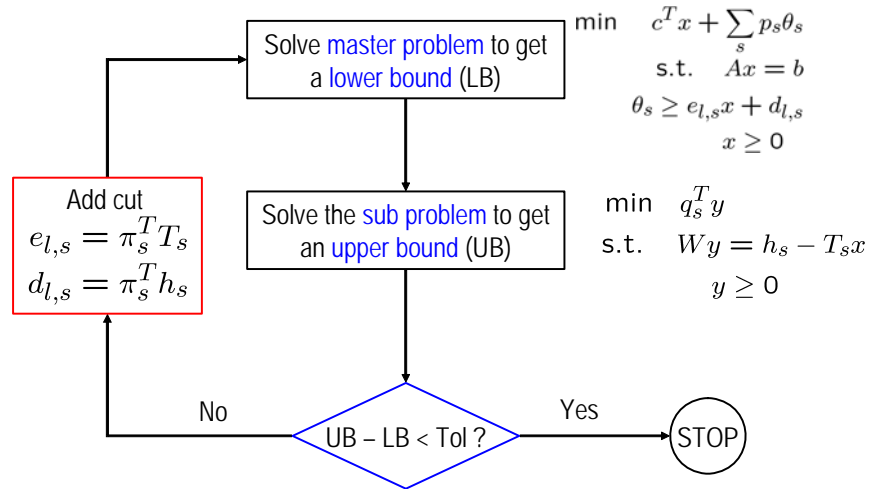 Solve master problem to get
a lower bound (LB)
min c^T x + ∑_s p_s θ_s
s.t. Ax = b
θ_s ≥ e_{l,s} x + d_{l,s}
x ≥ 0
Add cut
e_{l,s} = π_s^T T_s
d_{l,s} = π_s^T h_s
Solve the sub problem to get
an upper bound (UB)
min q_s^T y
s.t. Wy = h_s − T_s x
y ≥ 0
No
UB – LB < Tol ?
Yes
STOP